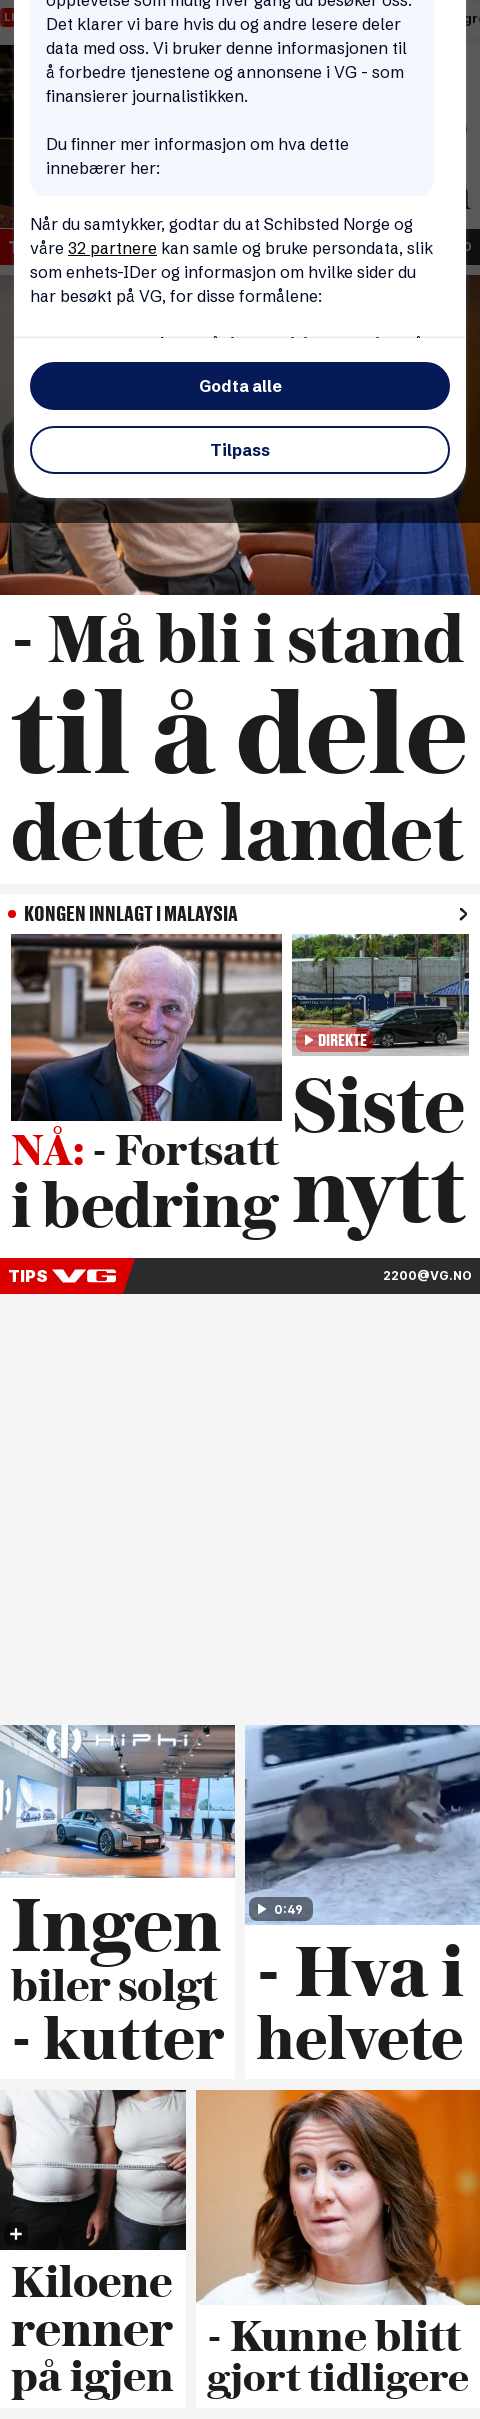 opplevelse som mulig hver gang du besøker oss.
Det klarer vi bare hvis du og andre lesere deler
data med oss. Vi bruker denne informasjonen til
å forbedre tjenestene og annonsene i VG - som
finansierer journalistikken.
Du finner mer informasjon om hva dette
innebærer her:
Når du samtykker, godtar du at Schibsted Norge og
våre 32 partnere kan samle og bruke persondata, slik
som enhets-IDer og informasjon om hvilke sider du
har besøkt på VG, for disse formålene:
Godta alle
Tilpass
- Må bli i stand
til å dele
dette landet
KONGEN INNLAGT I MALAYSIA
NÅ: - Fortsatt
i bedring
DIREKTE
Siste
nytt
TIPS VG
2200@VG.NO
HiPhi
Ingen
biler solgt
- kutter
0:49
- Hva i
helvete
Kiloene
renner
på igjen
- Kunne blitt
gjort tidligere